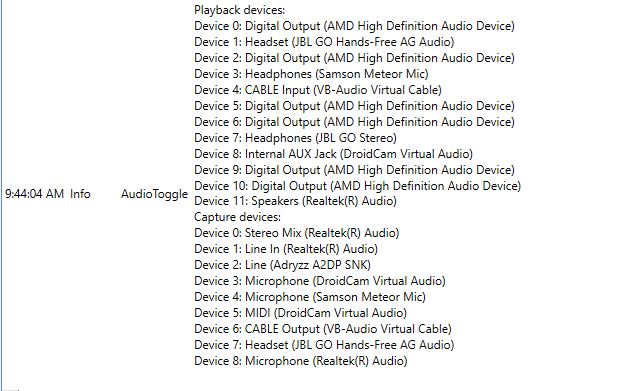 Playback devices:
Device 0: Digital Output (AMD High Definition Audio Device)
Device 1: Headset (JBL GO Hands-Free AG Audio)
Device 2: Digital Output (AMD High Definition Audio Device)
Device 3: Headphones (Samson Meteor Mic)
Device 4: CABLE Input (VB-Audio Virtual Cable)
Device 5: Digital Output (AMD High Definition Audio Device)
Device 6: Digital Output (AMD High Definition Audio Device)
Device 7: Headphones (JBL GO Stereo)
Device 8: Internal AUX Jack (DroidCam Virtual Audio)
Device 9: Digital Output (AMD High Definition Audio Device)
Device 10: Digital Output (AMD High Definition Audio Device)
9:44:04 AM Info AudioToggle
Device 11: Speakers (Realtek(R) Audio)
Capture devices:
Device 0: Stereo Mix (Realtek(R) Audio)
Device 1: Line In (Realtek(R) Audio)
Device 2: Line (Adryzz A2DP SNK)
Device 3: Microphone (DroidCam Virtual Audio)
Device 4: Microphone (Samson Meteor Mic)
Device 5: MIDI (DroidCam Virtual Audio)
Device 6: CABLE Output (VB-Audio Virtual Cable)
Device 7: Headset (JBL GO Hands-Free AG Audio)
Device 8: Microphone (Realtek(R) Audio)